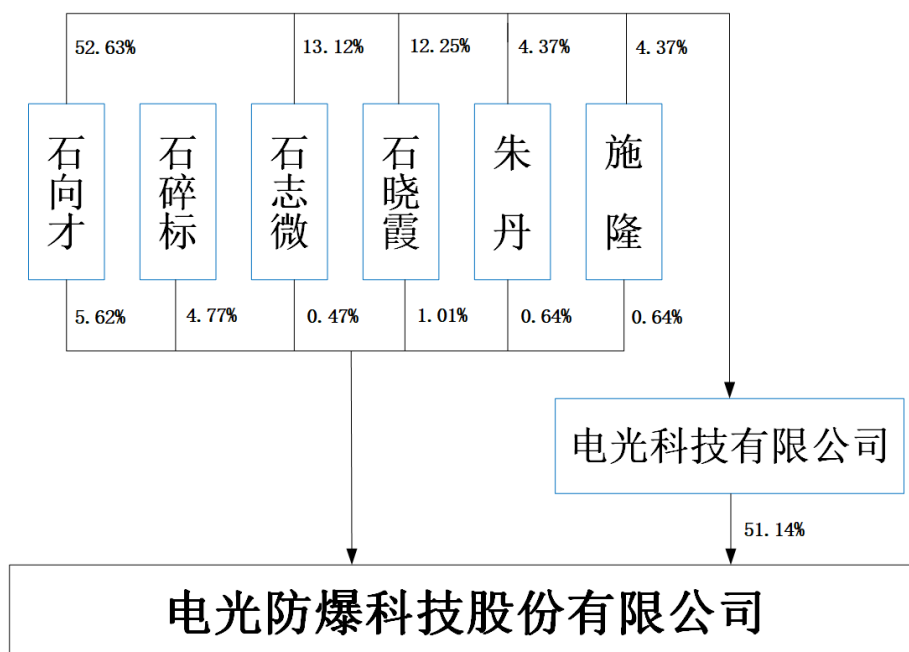 52.63% 13.12% 12.25% 4.37% 4.37%
石向才
石碎标
石志微
石晓霞
朱丹
施隆
5.62% 4.77% 0.47% 1.01% 0.64% 0.64%
电光科技有限公司
51.14%
电光防爆科技股份有限公司